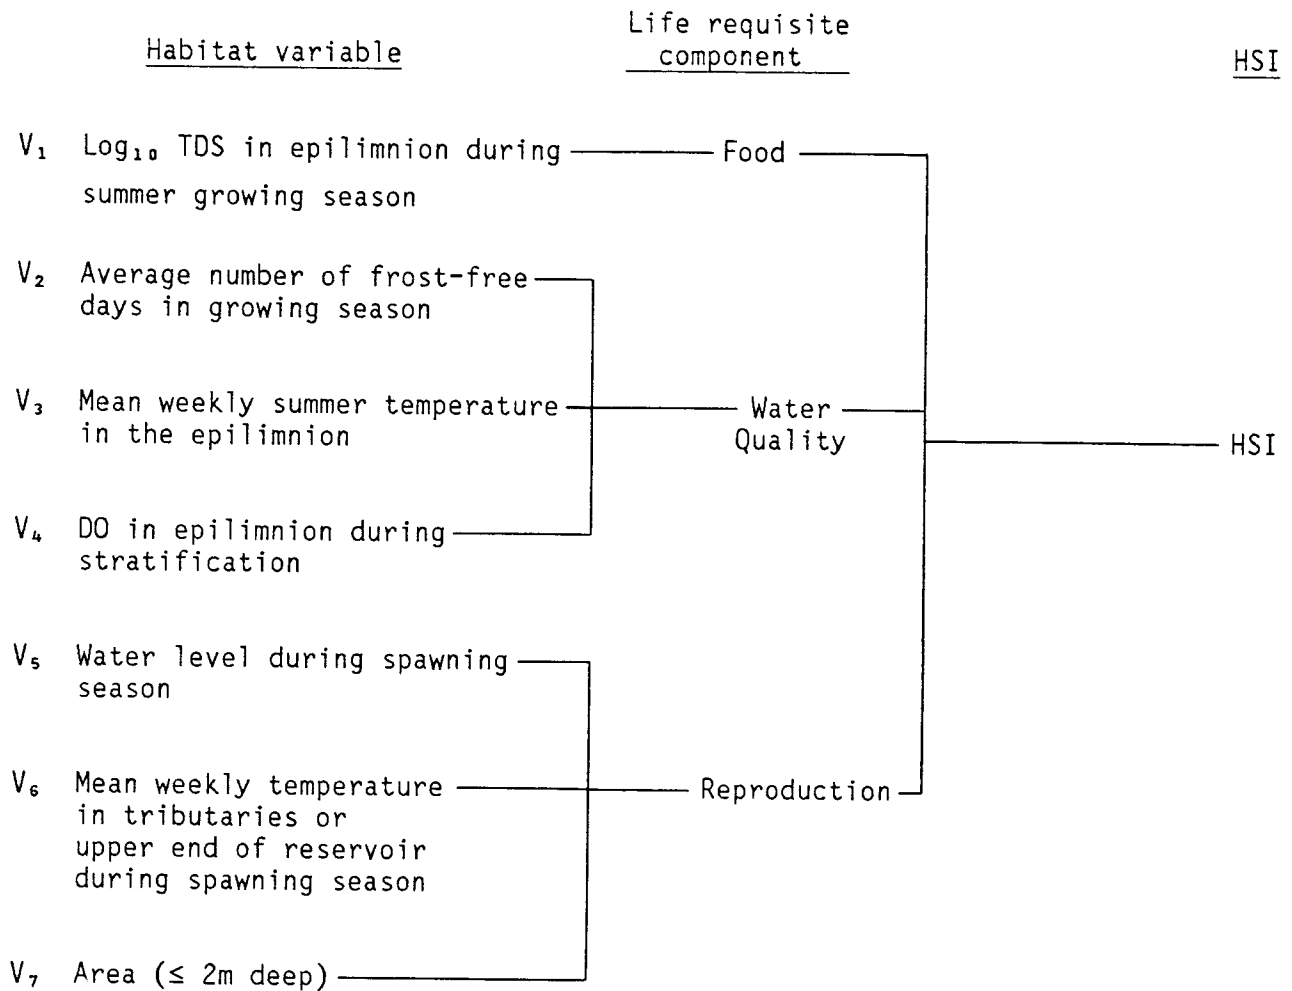 Life requisite
Habitat variable component HSI
V₁ Log₁₀ TDS in epilimnion during Food
summer growing season
V₂ Average number of frost-free
days in growing season
V₃ Mean weekly summer temperature Water
in the epilimnion Quality HSI
V₄ DO in epilimnion during
stratification
V₅ Water level during spawning
season
V₆ Mean weekly temperature Reproduction
in tributaries or
upper end of reservoir
during spawning season
V₇ Area (≤ 2m deep)